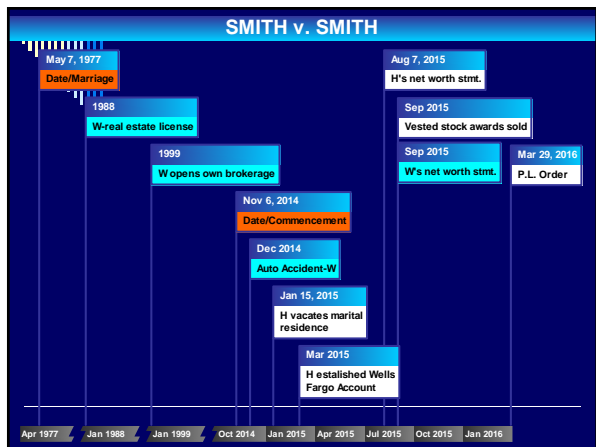 SMITH v. SMITH
May 7, 1977
Date/Marriage
1988
W-real estate license
1999
W opens own brokerage
Nov 6, 2014
Date/Commencement
Dec 2014
Auto Accident-W
Jan 15, 2015
H vacates marital
residence
Mar 2015
H estalished Wells
Fargo Account
Aug 7, 2015
H's net worth stmt.
Sep 2015
Vested stock awards sold
Sep 2015
W's net worth stmt.
Mar 29, 2016
P.L. Order
Apr 1977 Jan 1988 Jan 1999 Oct 2014 Jan 2015 Apr 2015 Jul 2015 Oct 2015 Jan 2016